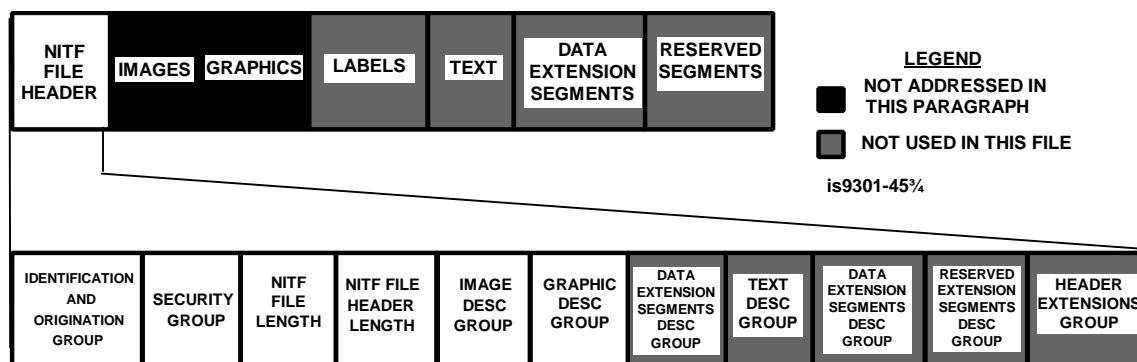 NITF
FILE
HEADER
IMAGES
GRAPHICS
LABELS
TEXT
DATA
EXTENSION
SEGMENTS
RESERVED
SEGMENTS
LEGEND
NOT ADDRESSED IN
THIS PARAGRAPH
NOT USED IN THIS FILE
is9301-45¾
IDENTIFICATION
AND
ORIGINATION
GROUP
SECURITY
GROUP
NITF
FILE
LENGTH
NITF FILE
HEADER
LENGTH
IMAGE
DESC
GROUP
GRAPHIC
DESC
GROUP
DATA
EXTENSION
SEGMENTS
DESC
GROUP
TEXT
DESC
GROUP
DATA
EXTENSION
SEGMENTS
DESC
GROUP
RESERVED
EXTENSION
SEGMENTS
DESC
GROUP
HEADER
EXTENSIONS
GROUP